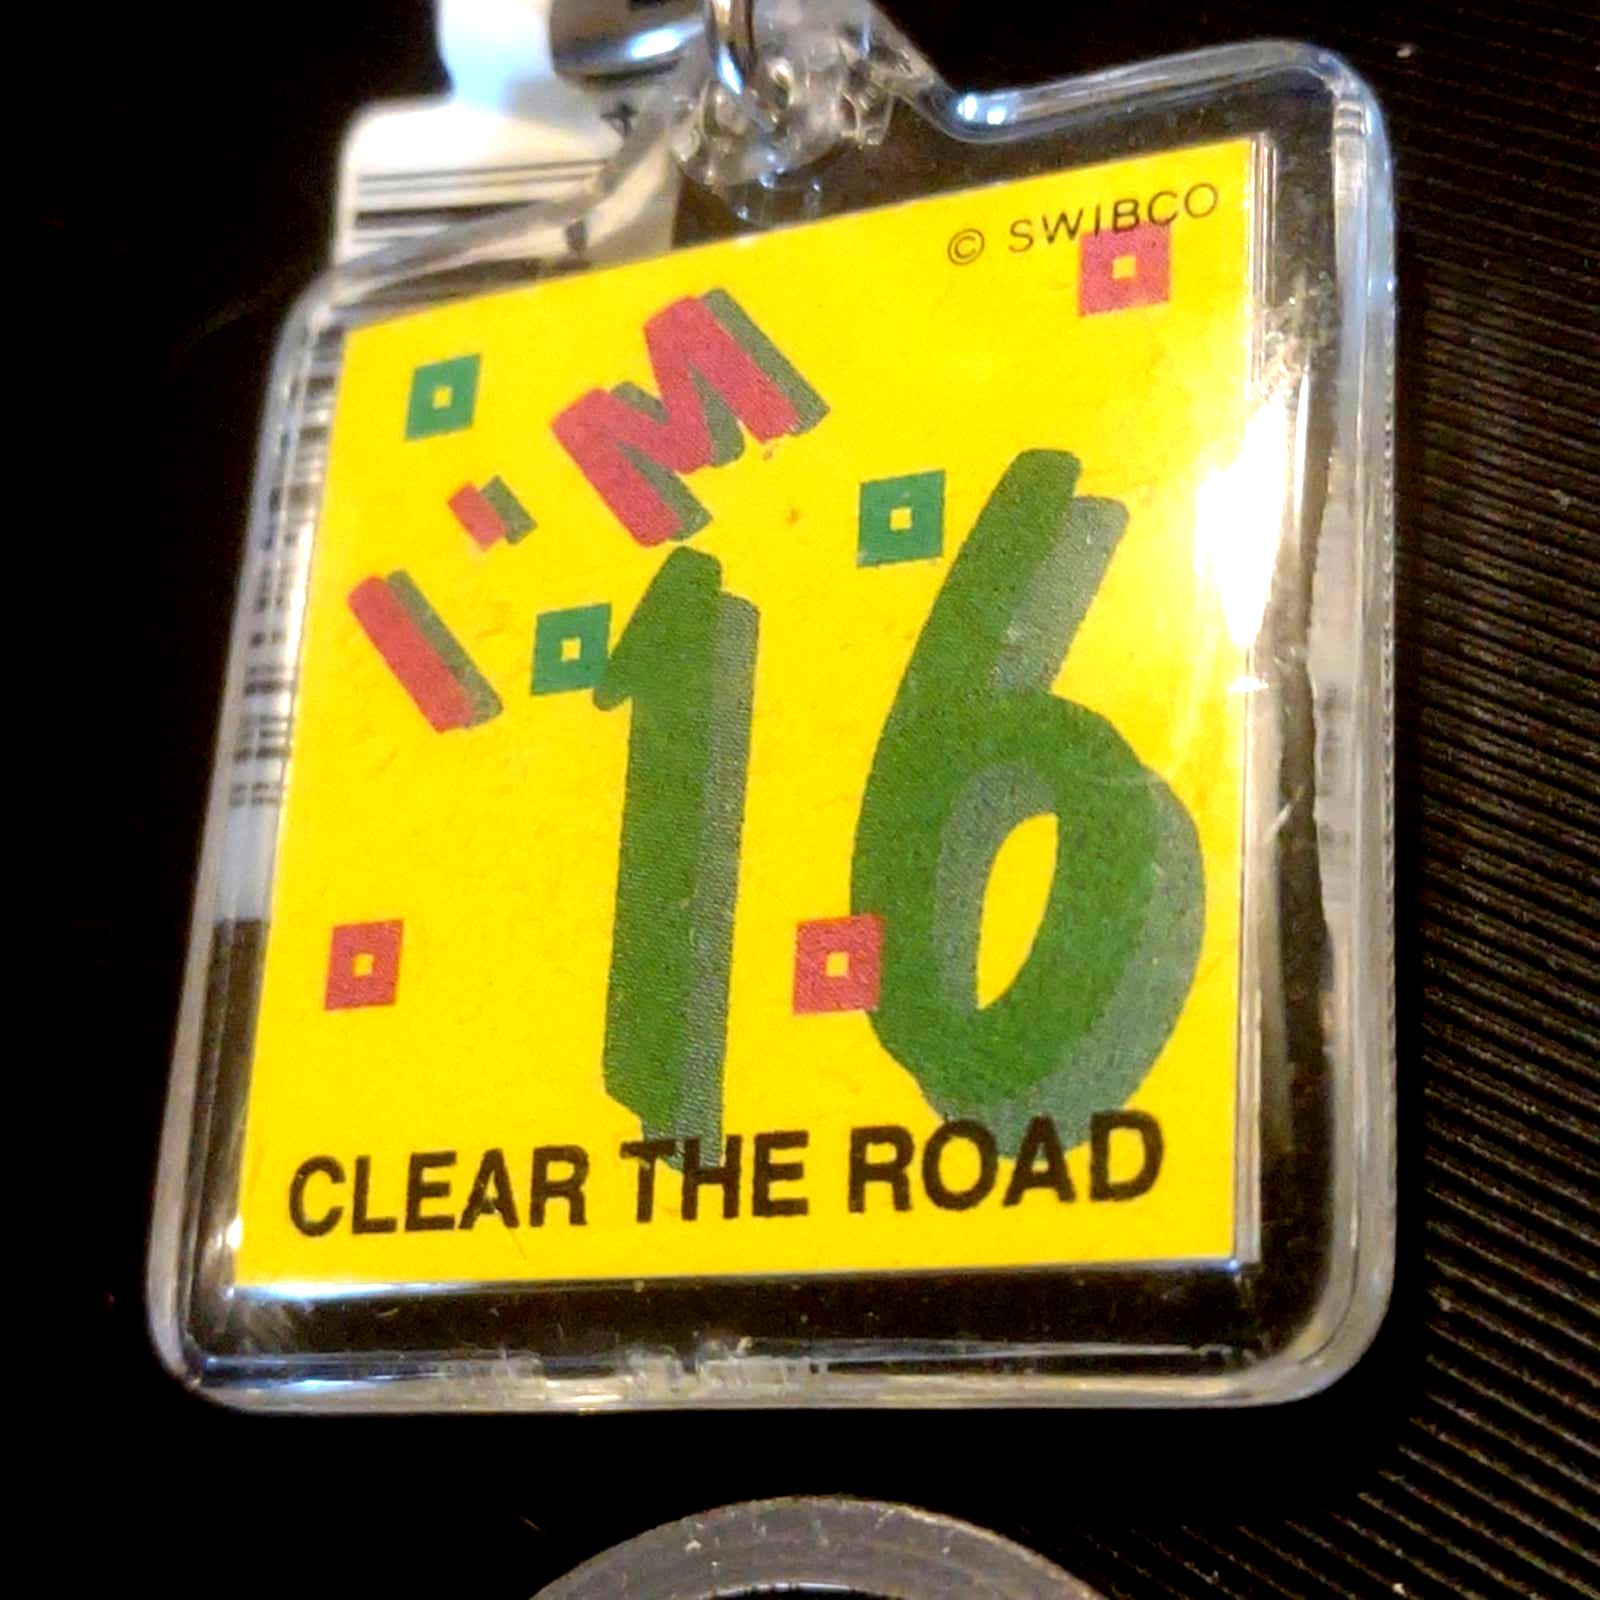 © SWIBCO
I'M
16
CLEAR THE ROAD